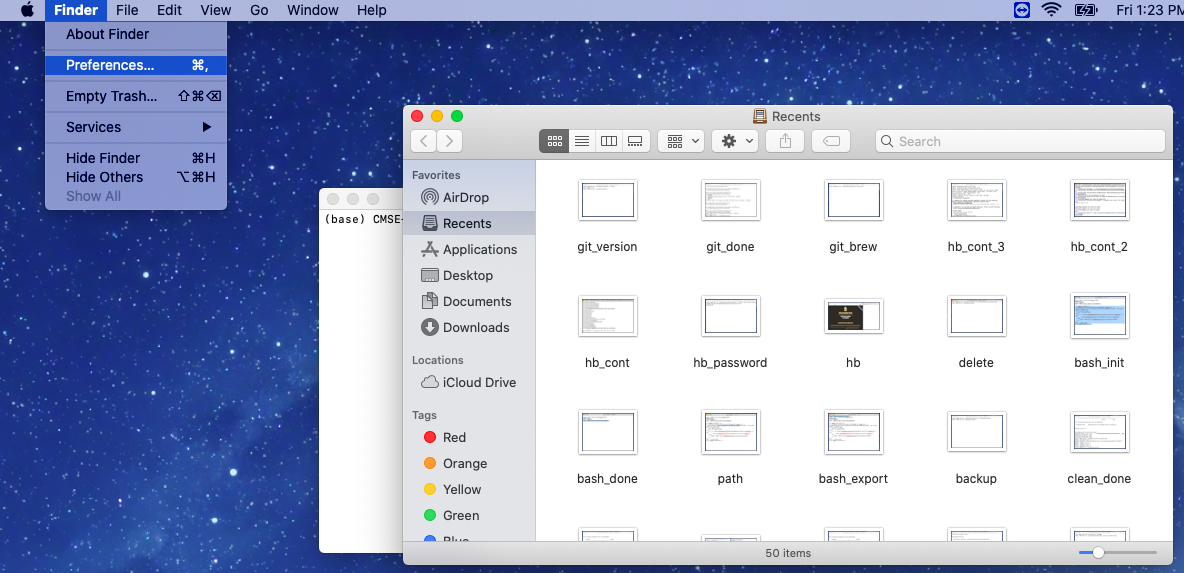 Finder File Edit View Go Window Help Fri 1:23 PM
About Finder
Preferences... ⌘,
Empty Trash... ⇧⌘⌫
Services ▶
Hide Finder ⌘H
Hide Others ⌥⌘H
Show All
(base) CMSE-
Recents
Search
Favorites
AirDrop
Recents
Applications
Desktop
Documents
Downloads
Locations
iCloud Drive
Tags
Red
Orange
Yellow
Green
Blue
git_version git_done git_brew hb_cont_3 hb_cont_2
hb_cont hb_password hb delete bash_init
bash_done path bash_export backup clean_done
50 items